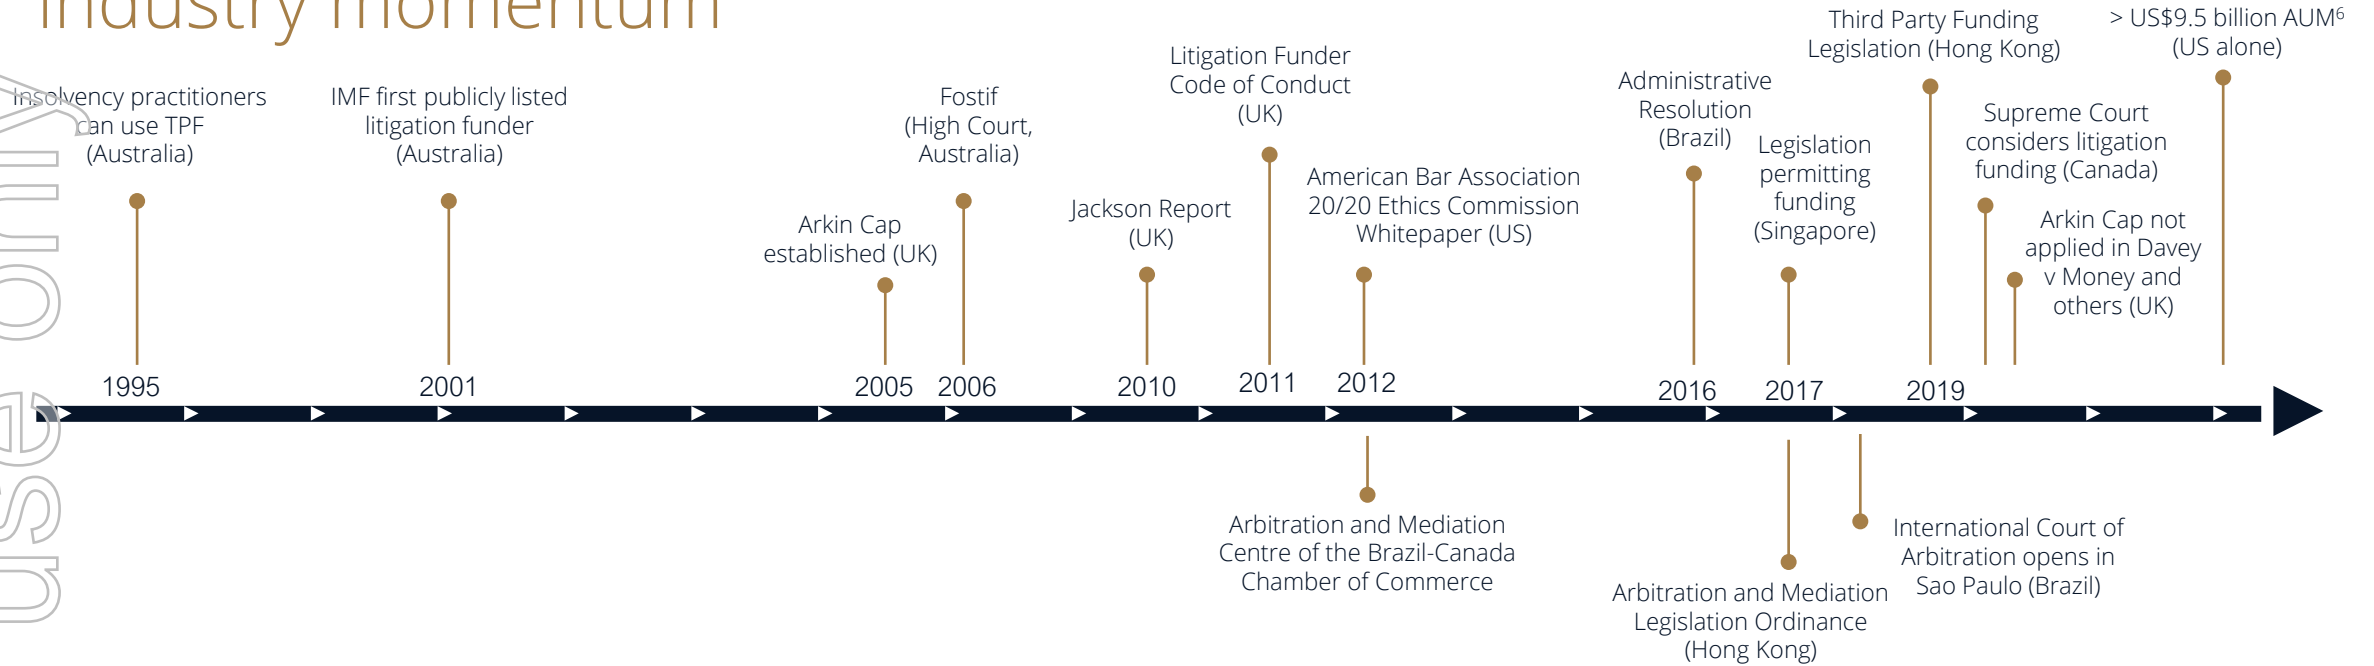 industry momentum
Insolvency practitioners
can use TPF
(Australia)
IMF first publicly listed
litigation funder
(Australia)
Arkin Cap
established (UK)
Fostif
(High Court,
Australia)
Jackson Report
(UK)
Litigation Funder
Code of Conduct
(UK)
American Bar Association
20/20 Ethics Commission
Whitepaper (US)
Administrative
Resolution
(Brazil)
Legislation
permitting
funding
(Singapore)
Third Party Funding
Legislation (Hong Kong)
Supreme Court
considers litigation
funding (Canada)
Arkin Cap not
applied in Davey
v Money and
others (UK)
> US$9.5 billion AUM6
(US alone)
1995
2001
2005
2006
2010
2011
2012
2016
2017
2019
Arbitration and Mediation
Centre of the Brazil-Canada
Chamber of Commerce
Arbitration and Mediation
Legislation Ordinance
(Hong Kong)
International Court of
Arbitration opens in
Sao Paulo (Brazil)
use only